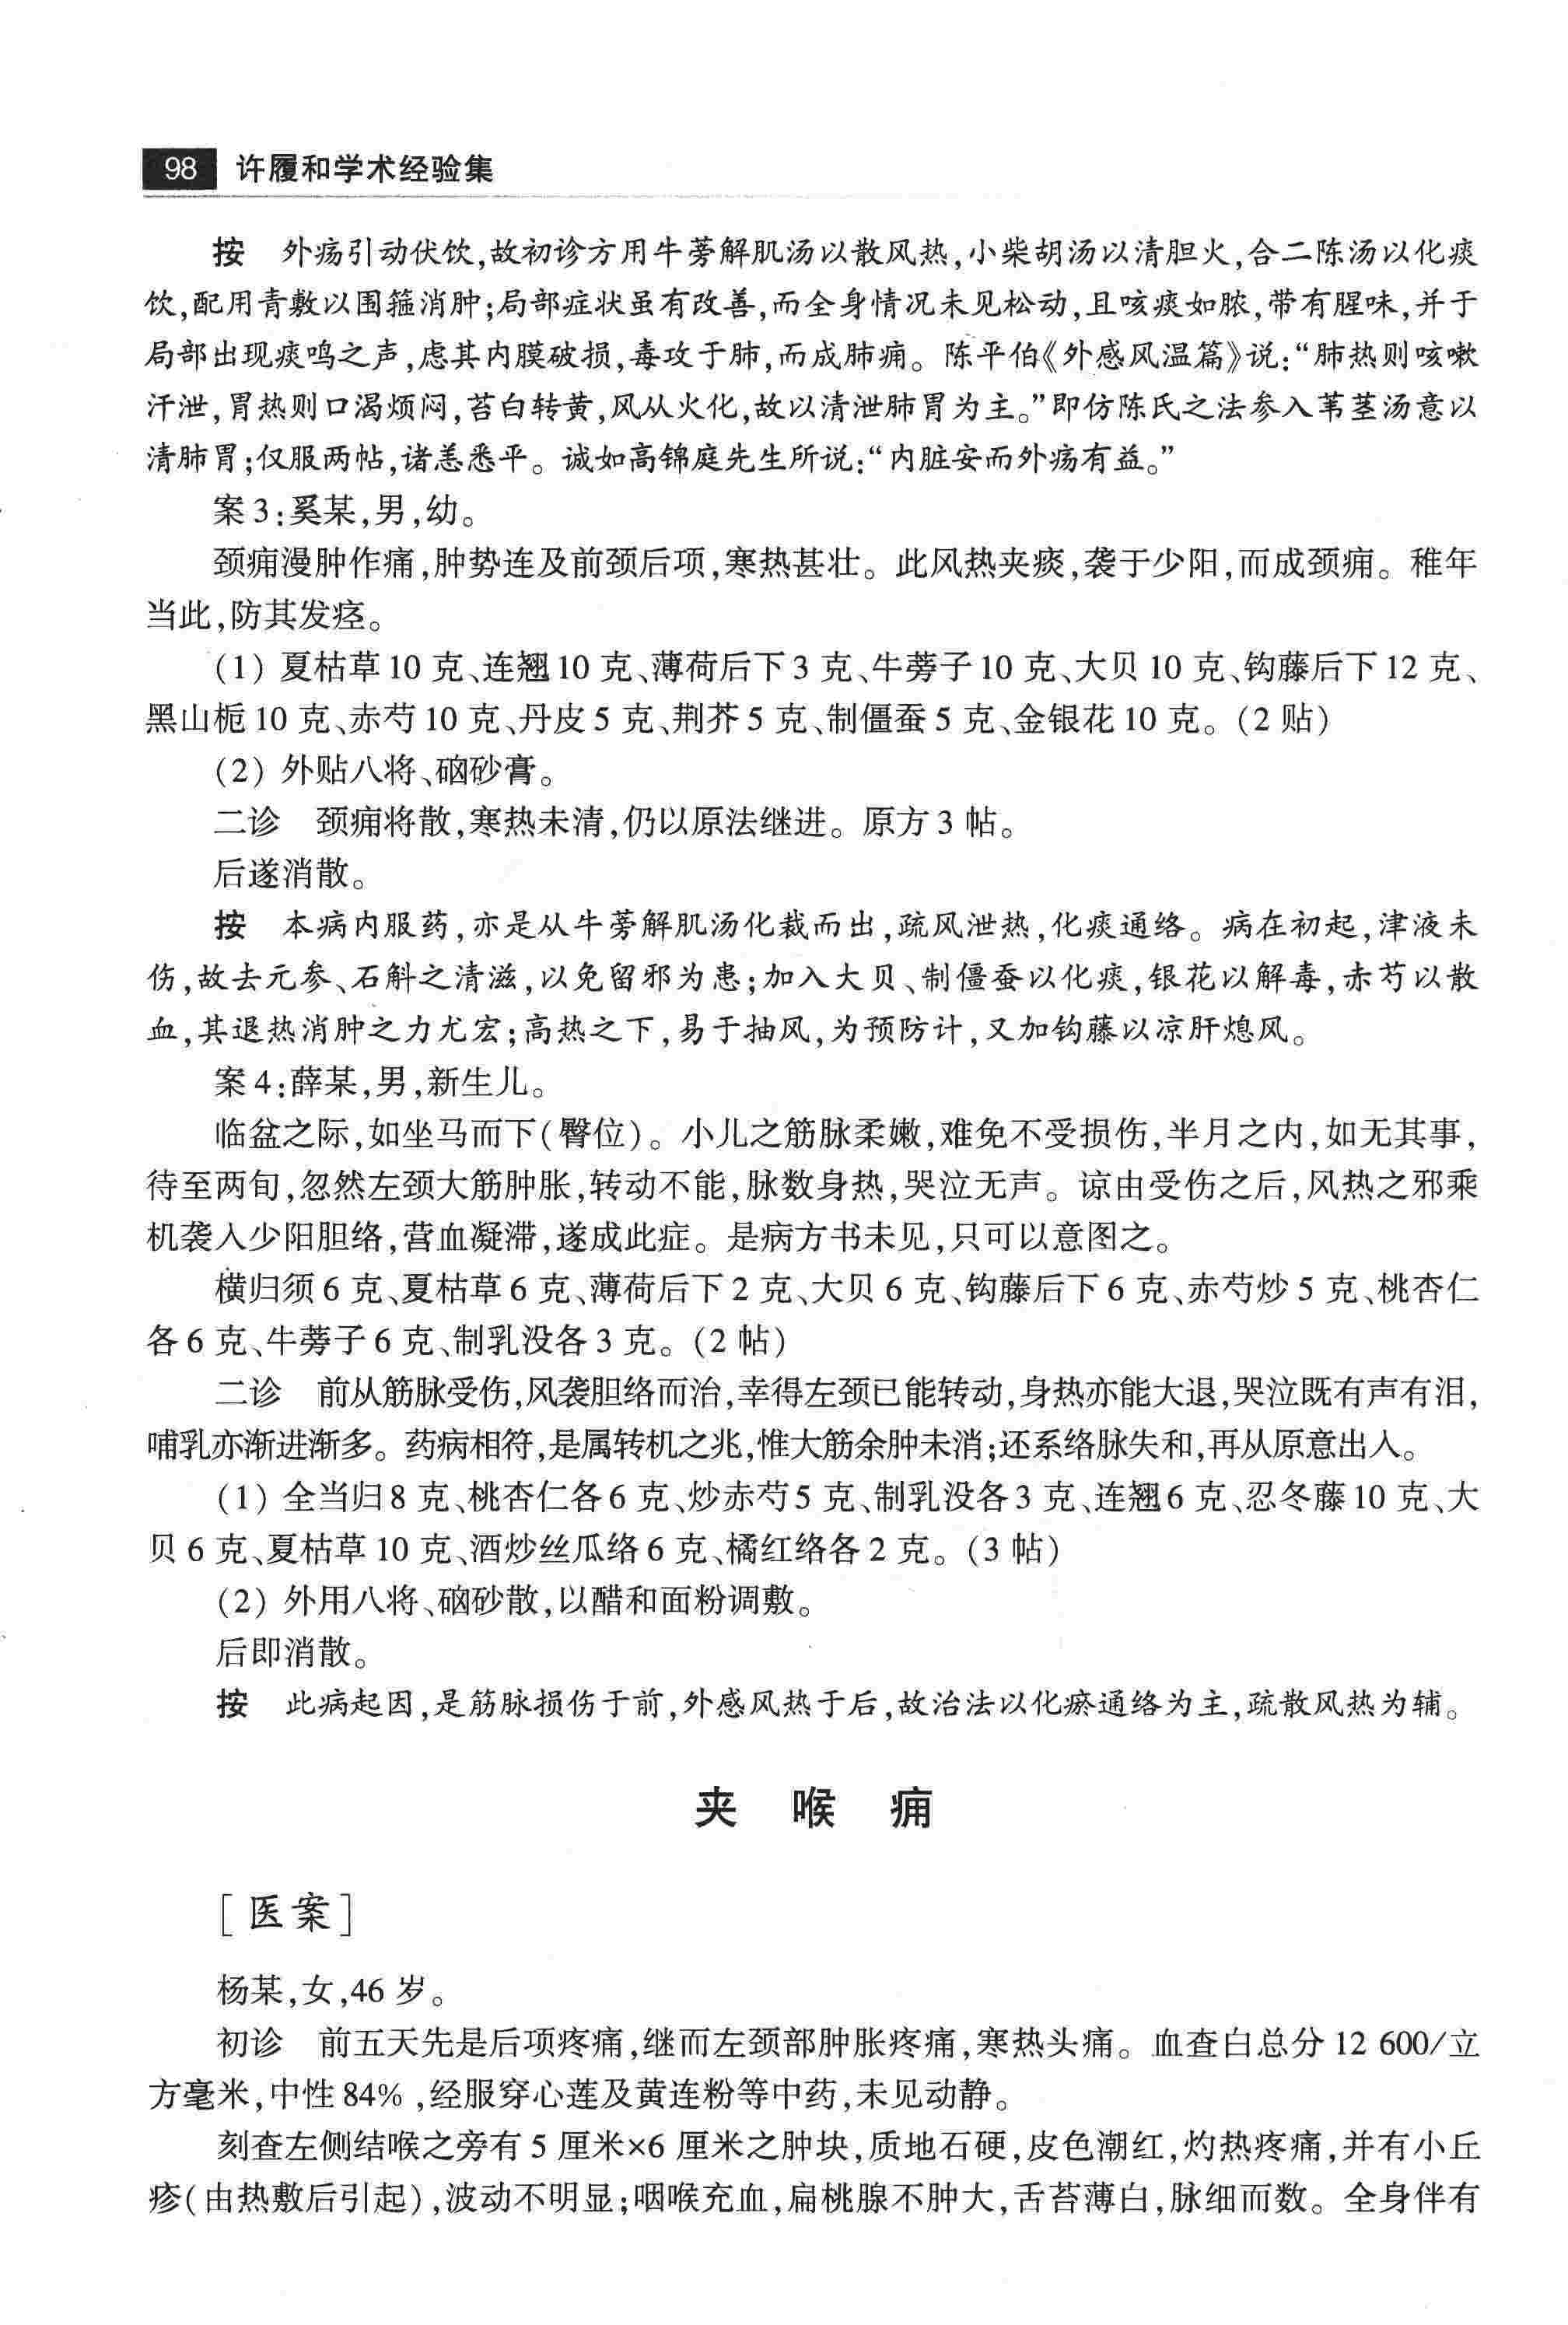 98 许履和学术经验集
按　外疡引动伏饮,故初诊方用牛蒡解肌汤以散风热,小柴胡汤以清胆火,合二陈汤以化痰
饮,配用青敷以围箍消肿;局部症状虽有改善,而全身情况未见松动,且咳痰如脓,带有腥味,并于
局部出现痰鸣之声,虑其内膜破损,毒攻于肺,而成肺痈。陈平伯《外感风温篇》说:“肺热则咳嗽
汗泄,胃热则口渴烦闷,苔白转黄,风从火化,故以清泄肺胃为主。”即仿陈氏之法参入苇茎汤意以
清肺胃;仅服两帖,诸恙悉平。诚如高锦庭先生所说:“内脏安而外疡有益。”
案3:奚某,男,幼。
颈痈漫肿作痛,肿势连及前颈后项,寒热甚壮。此风热夹痰,袭于少阳,而成颈痈。稚年
当此,防其发痉。
(1) 夏枯草10克、连翘10克、薄荷后下3克、牛蒡子10克、大贝10克、钩藤后下12克、
黑山栀10克、赤芍10克、丹皮5克、荆芥5克、制僵蚕5克、金银花10克。(2贴)
(2) 外贴八将、硇砂膏。
二诊　颈痈将散,寒热未清,仍以原法继进。原方3帖。
后遂消散。
按　本病内服药,亦是从牛蒡解肌汤化裁而出,疏风泄热,化痰通络。病在初起,津液未
伤,故去元参、石斛之清滋,以免留邪为患;加入大贝、制僵蚕以化痰,银花以解毒,赤芍以散
血,其退热消肿之力尤宏;高热之下,易于抽风,为预防计,又加钩藤以凉肝熄风。
案4:薛某,男,新生儿。
临盆之际,如坐马而下(臀位)。小儿之筋脉柔嫩,难免不受损伤,半月之内,如无其事,
待至两旬,忽然左颈大筋肿胀,转动不能,脉数身热,哭泣无声。谅由受伤之后,风热之邪乘
机袭入少阳胆络,营血凝滞,遂成此症。是病方书未见,只可以意图之。
横归须6克、夏枯草6克、薄荷后下2克、大贝6克、钩藤后下6克、赤芍炒5克、桃杏仁
各6克、牛蒡子6克、制乳没各3克。(2帖)
二诊　前从筋脉受伤,风袭胆络而治,幸得左颈已能转动,身热亦能大退,哭泣既有声有泪,
哺乳亦渐进渐多。药病相符,是属转机之兆,惟大筋余肿未消;还系络脉失和,再从原意出入。
(1) 全当归8克、桃杏仁各6克、炒赤芍5克、制乳没各3克、连翘6克、忍冬藤10克、大
贝6克、夏枯草10克、酒炒丝瓜络6克、橘红络各2克。(3帖)
(2) 外用八将、硇砂散,以醋和面粉调敷。
后即消散。
按　此病起因,是筋脉损伤于前,外感风热于后,故治法以化瘀通络为主,疏散风热为辅。
夹　喉　痈
[医案]
杨某,女,46岁。
初诊　前五天先是后项疼痛,继而左颈部肿胀疼痛,寒热头痛。血查白总分12 600/立
方毫米,中性84%,经服穿心莲及黄连粉等中药,未见动静。
刻查左侧结喉之旁有5厘米×6厘米之肿块,质地石硬,皮色潮红,灼热疼痛,并有小丘
疹(由热敷后引起),波动不明显;咽喉充血,扁桃腺不肿大,舌苔薄白,脉细而数。全身伴有